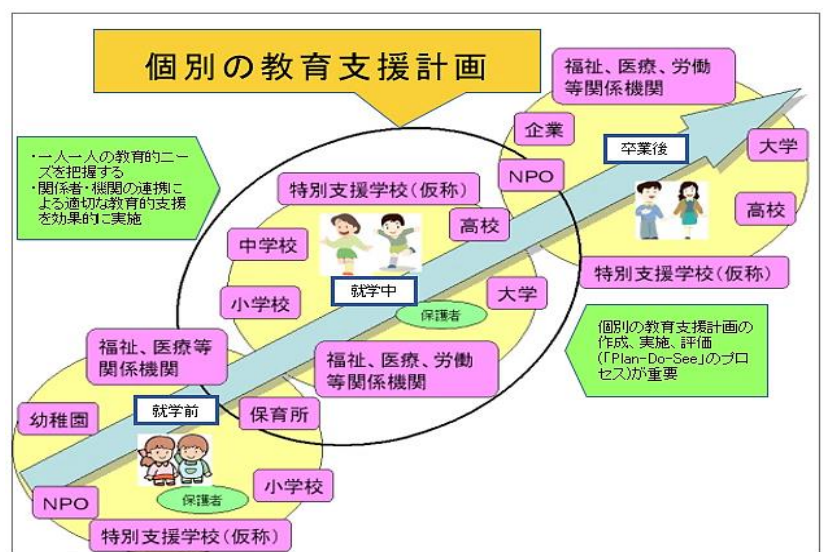 個別の教育支援計画
・一人一人の教育的ニー
ズを把握する
・関係者・機関の連携に
よる適切な教育的支援
を効果的に実施
福祉、医療、労働
等関係機関
企業
卒業後
大学
NPO
高校
特別支援学校(仮称)
特別支援学校(仮称)
中学校
高校
小学校
就学中
大学
保護者
福祉、医療、労働
等関係機関
個別の教育支援計画の
作成、実施、評価
(「Plan-Do-See」のプロ
セス)が重要
福祉、医療等
関係機関
就学前
幼稚園
保育所
小学校
保護者
NPO
特別支援学校(仮称)